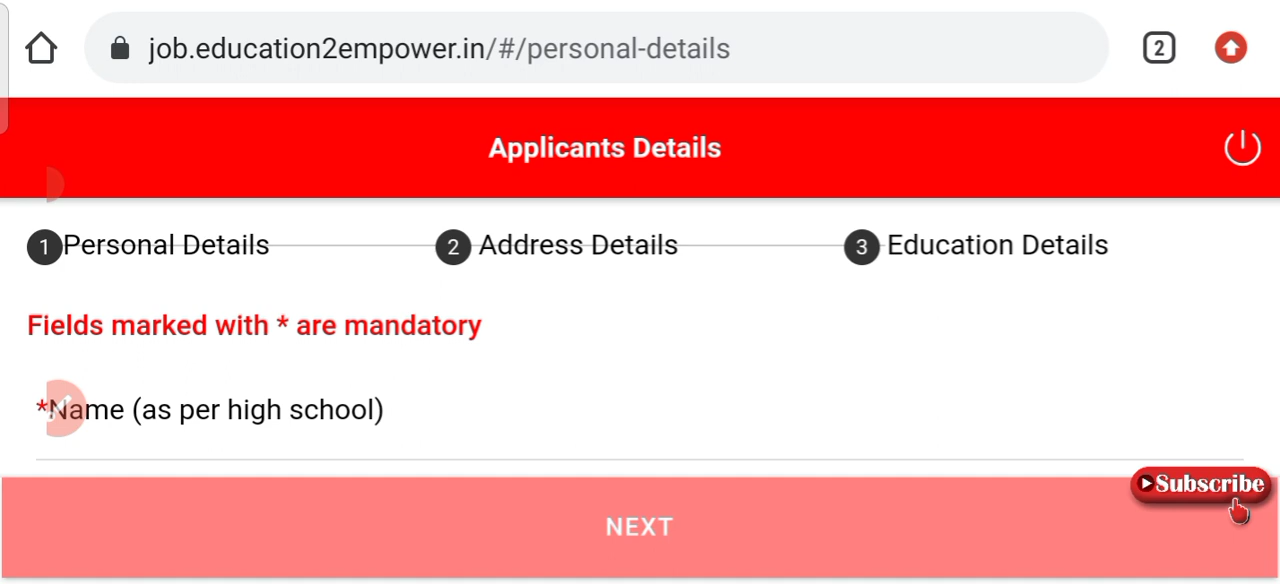 job.education2empower.in/#/personal-details
2
Applicants Details
1 Personal Details 2 Address Details 3 Education Details
Fields marked with * are mandatory
*Name (as per high school)
Subscribe
NEXT